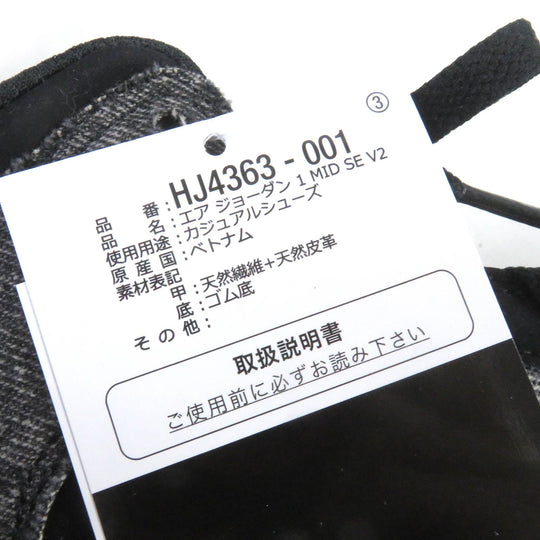 ③
品番:HJ4363-001
品名:エア ジョーダン 1 MID SE V2
使用用途:カジュアルシューズ
原産国:ベトナム
素材表記
甲:天然繊維+天然皮革
底:ゴム底
その他:
取扱説明書
ご使用前に必ずお読み下さい